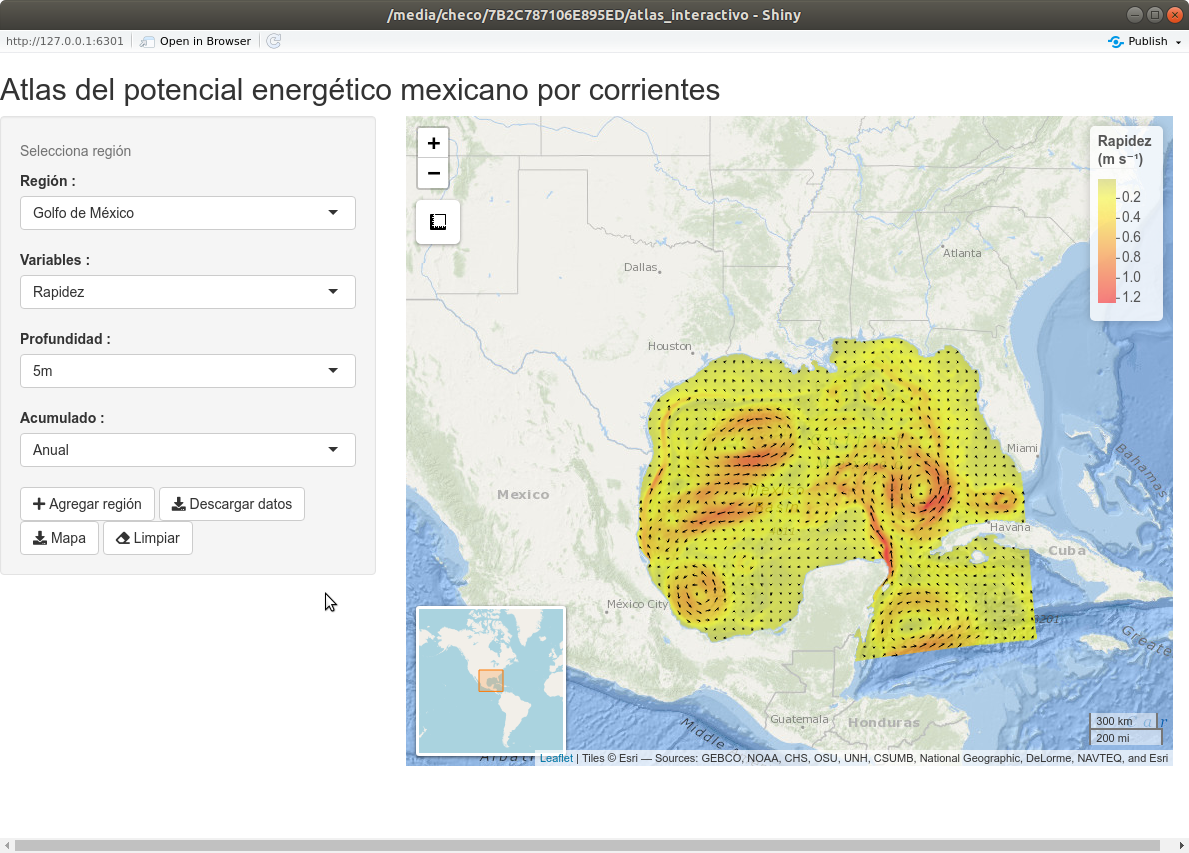 /media/checo/7B2C787106E895ED/atlas_interactivo - Shiny
http://127.0.0.1:6301
Open in Browser
Publish
Atlas del potencial energético mexicano por corrientes
Selecciona región
Región :
Golfo de México
Variables :
Rapidez
Profundidad :
5m
Acumulado :
Anual
Agregar región
Descargar datos
Mapa
Limpiar
+
−
Rapidez
(m s⁻¹)
0.2
0.4
0.6
0.8
1.0
1.2
Atlanta
Dallas
Houston
Miami
Bahamas
Mexico
Havana
Cuba
México City
Greate
Guatemala
Honduras
Middle
300 km
200 mi
Leaflet | Tiles © Esri — Sources: GEBCO, NOAA, CHS, OSU, UNH, CSUMB, National Geographic, DeLorme, NAVTEQ, and Esri